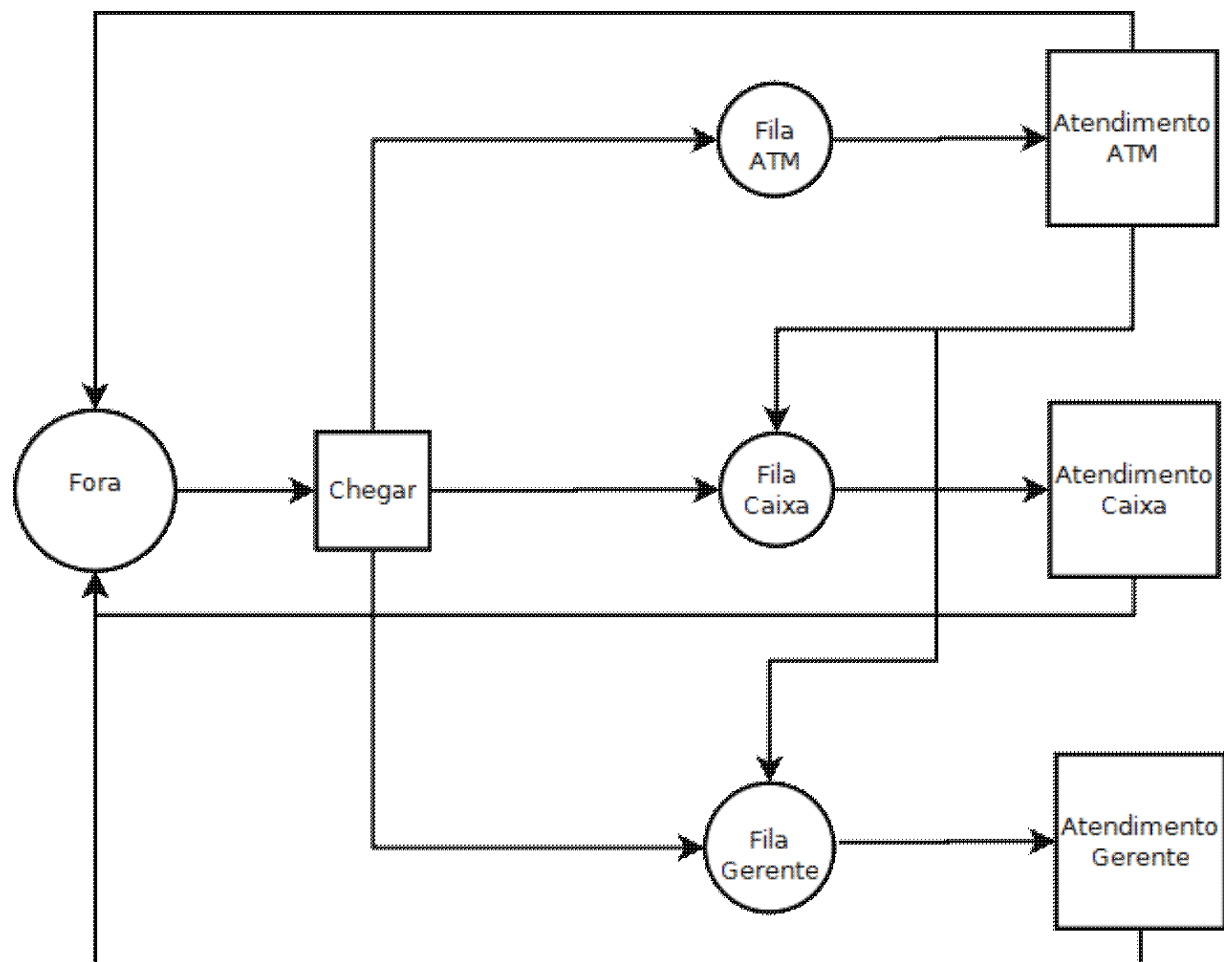 Fila
ATM
Atendimento
ATM
Fora
Chegar
Fila
Caixa
Atendimento
Caixa
Fila
Gerente
Atendimento
Gerente